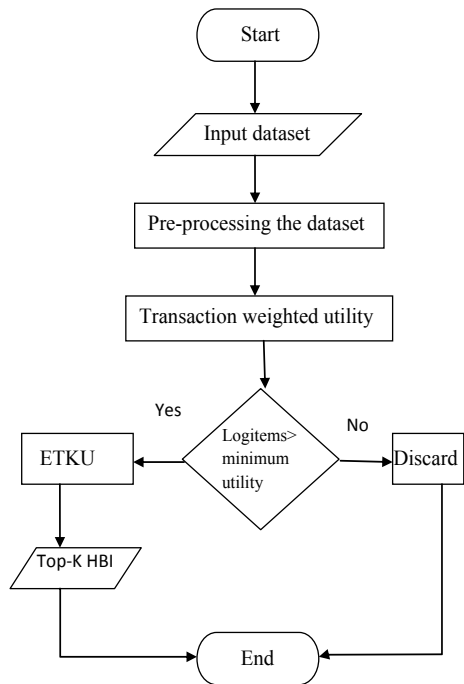 Start
Input dataset
Pre-processing the dataset
Transaction weighted utility
Yes
No
Logitems>
minimum
utility
ETKU
Discard
Top-K HBI
End